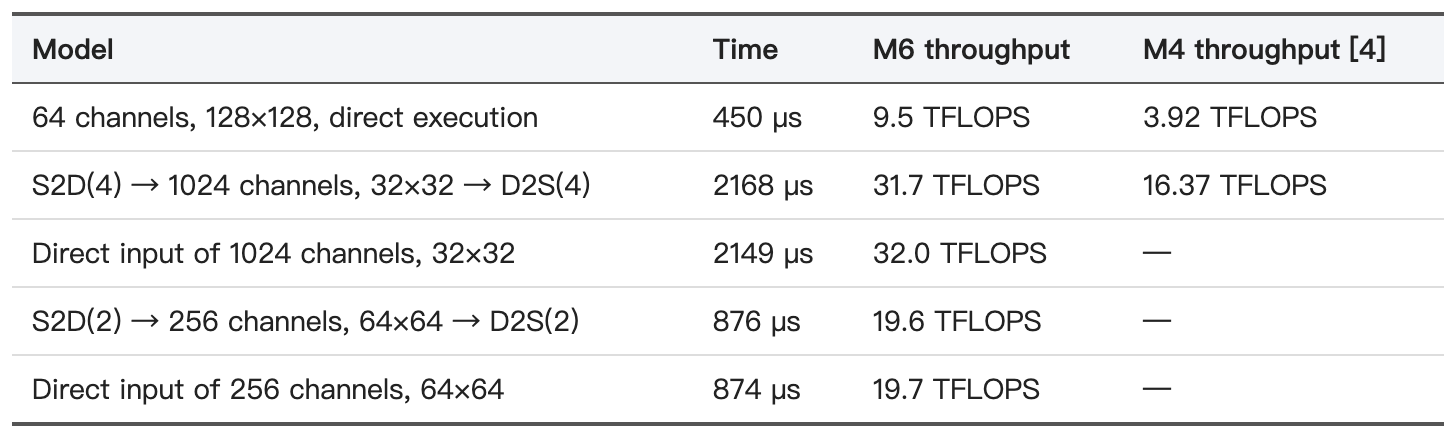 Model Time M6 throughput M4 throughput [4]
64 channels, 128×128, direct execution 450 μs 9.5 TFLOPS 3.92 TFLOPS
S2D(4) → 1024 channels, 32×32 → D2S(4) 2168 μs 31.7 TFLOPS 16.37 TFLOPS
Direct input of 1024 channels, 32×32 2149 μs 32.0 TFLOPS —
S2D(2) → 256 channels, 64×64 → D2S(2) 876 μs 19.6 TFLOPS —
Direct input of 256 channels, 64×64 874 μs 19.7 TFLOPS —